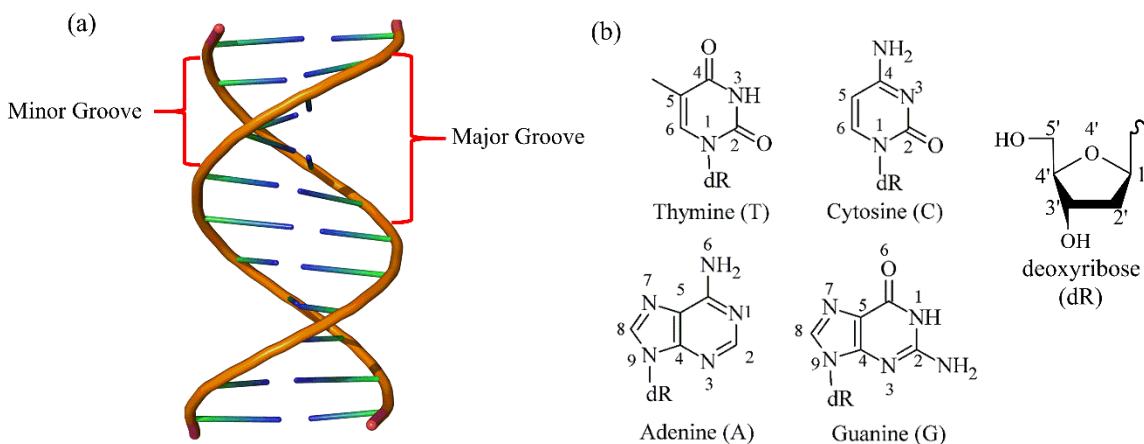 (a)
Minor Groove
Major Groove
(b)
O
4
3
NH
5
6
1
N
2
O
dR
Thymine (T)
NH2
4
5
N
3
6
1
N
2
O
dR
Cytosine (C)
HO
5'
4'
O
4'
1'
3'
2'
OH
deoxyribose
(dR)
6
NH2
7
N
5
N
1
8
9
N
4
N
3
2
dR
Adenine (A)
6
O
7
N
5
1
NH
8
9
N
4
N
3
2
NH2
dR
Guanine (G)